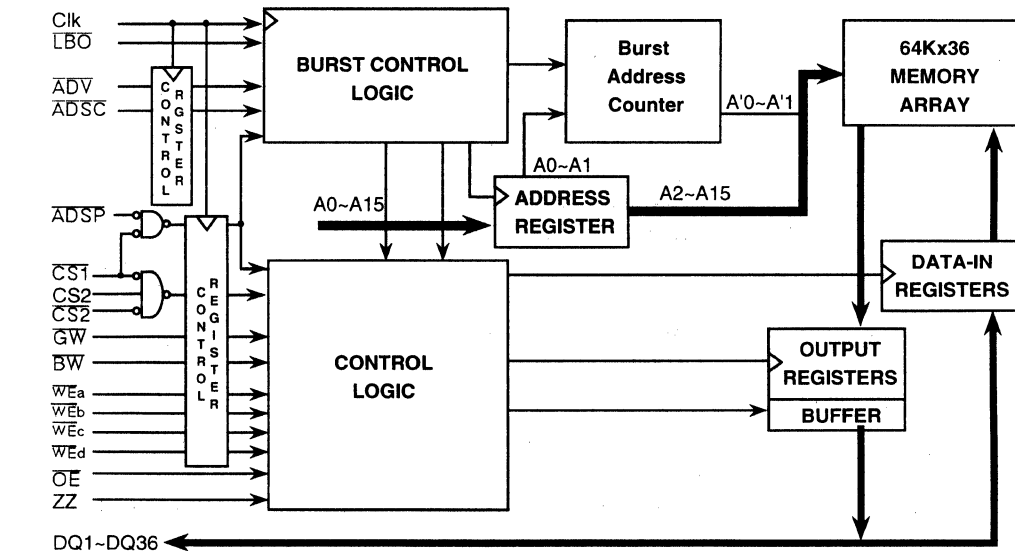 Clk
LBO
ADV
ADSC
CONTROL
RGSTER
BURST CONTROL
LOGIC
Burst
Address
Counter
A'0~A'1
64Kx36
MEMORY
ARRAY
A0~A1
A0~A15
ADDRESS
REGISTER
A2~A15
ADSP
CS1
CS2
CS2
GW
BW
WEa
WEb
WEc
WEd
OE
ZZ
CONTROL
REGISTER
CONTROL
LOGIC
DATA-IN
REGISTERS
OUTPUT
REGISTERS
BUFFER
DQ1~DQ36